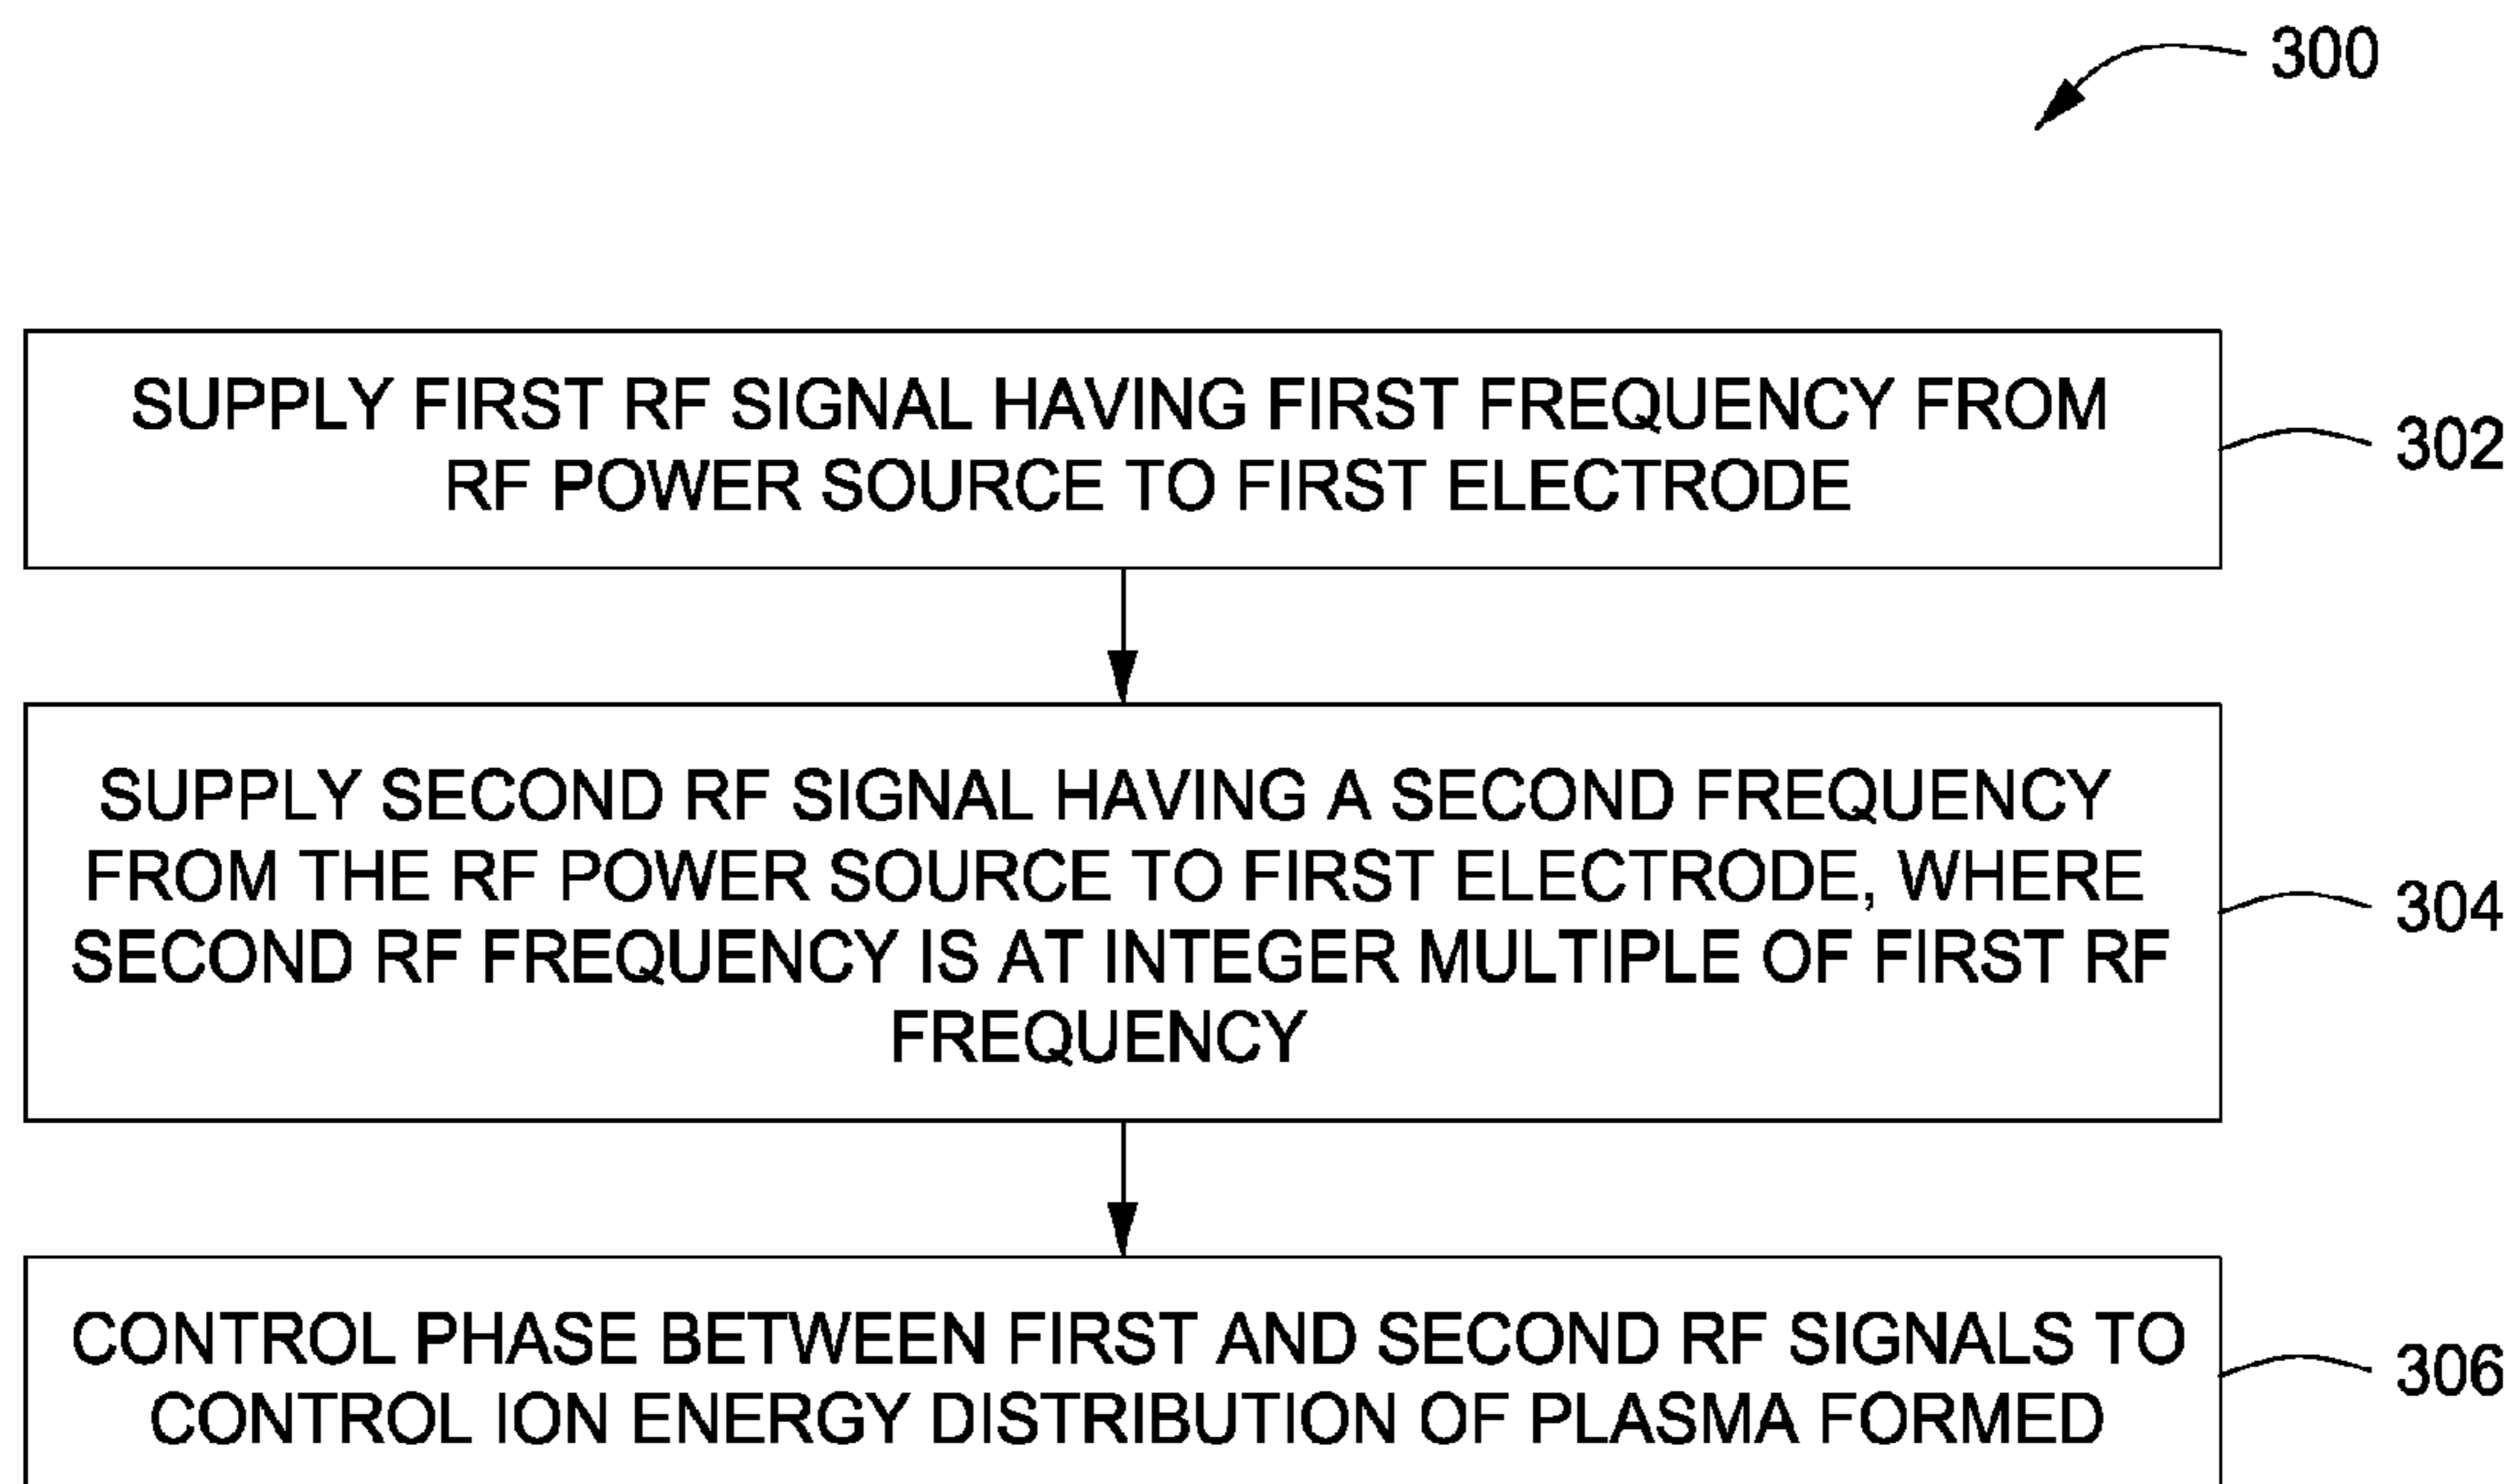 300
SUPPLY FIRST RF SIGNAL HAVING FIRST FREQUENCY FROM
RF POWER SOURCE TO FIRST ELECTRODE
302
SUPPLY SECOND RF SIGNAL HAVING A SECOND FREQUENCY
FROM THE RF POWER SOURCE TO FIRST ELECTRODE, WHERE
SECOND RF FREQUENCY IS AT INTEGER MULTIPLE OF FIRST RF
FREQUENCY
304
CONTROL PHASE BETWEEN FIRST AND SECOND RF SIGNALS TO
CONTROL ION ENERGY DISTRIBUTION OF PLASMA FORMED
306